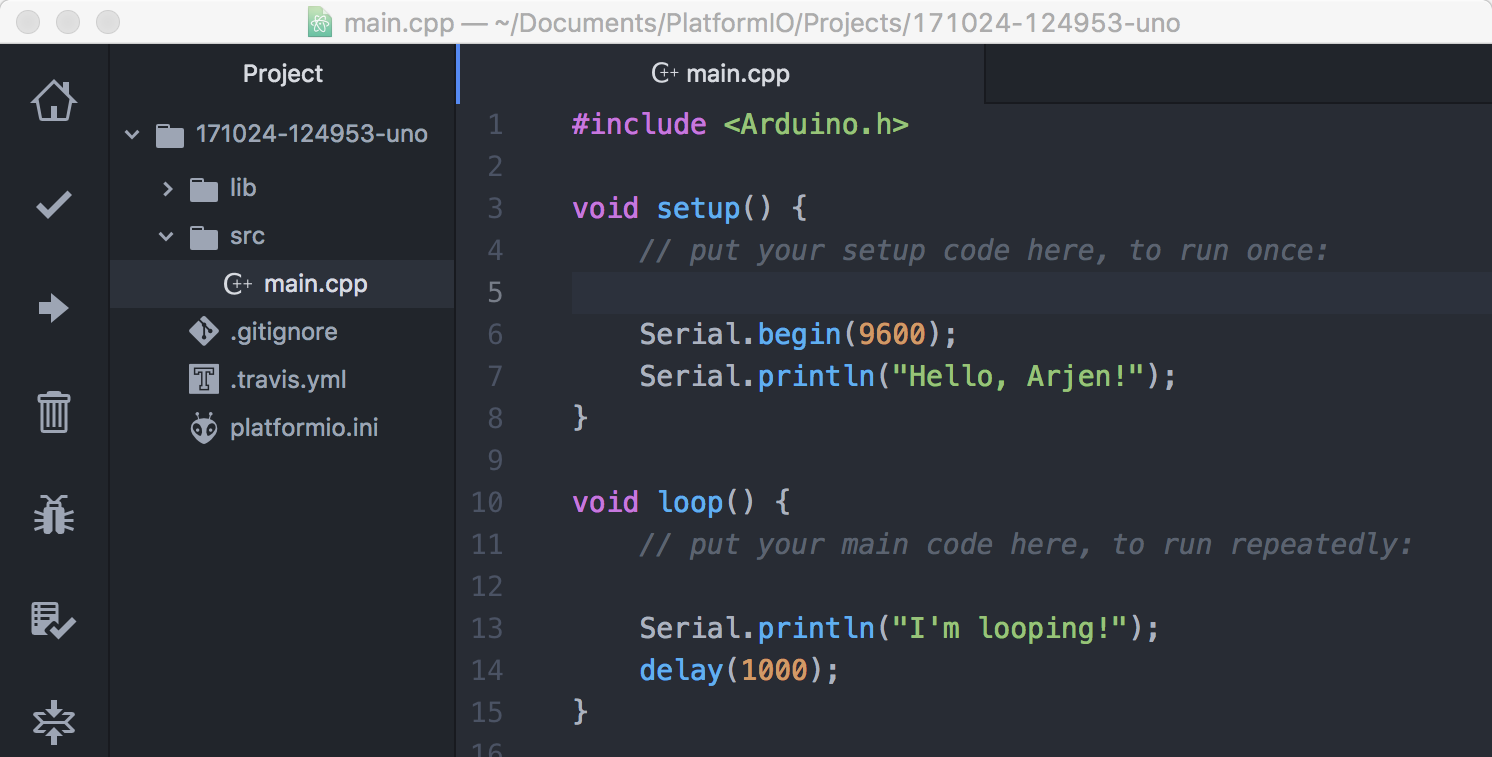 main.cpp — ~/Documents/PlatformIO/Projects/171024-124953-uno
Project
171024-124953-uno
lib
src
C++ main.cpp
.gitignore
T .travis.yml
platformio.ini
C++ main.cpp
1 #include <Arduino.h>
2
3 void setup() {
4     // put your setup code here, to run once:
5
6     Serial.begin(9600);
7     Serial.println("Hello, Arjen!");
8 }
9
10 void loop() {
11     // put your main code here, to run repeatedly:
12
13     Serial.println("I'm looping!");
14     delay(1000);
15 }
16